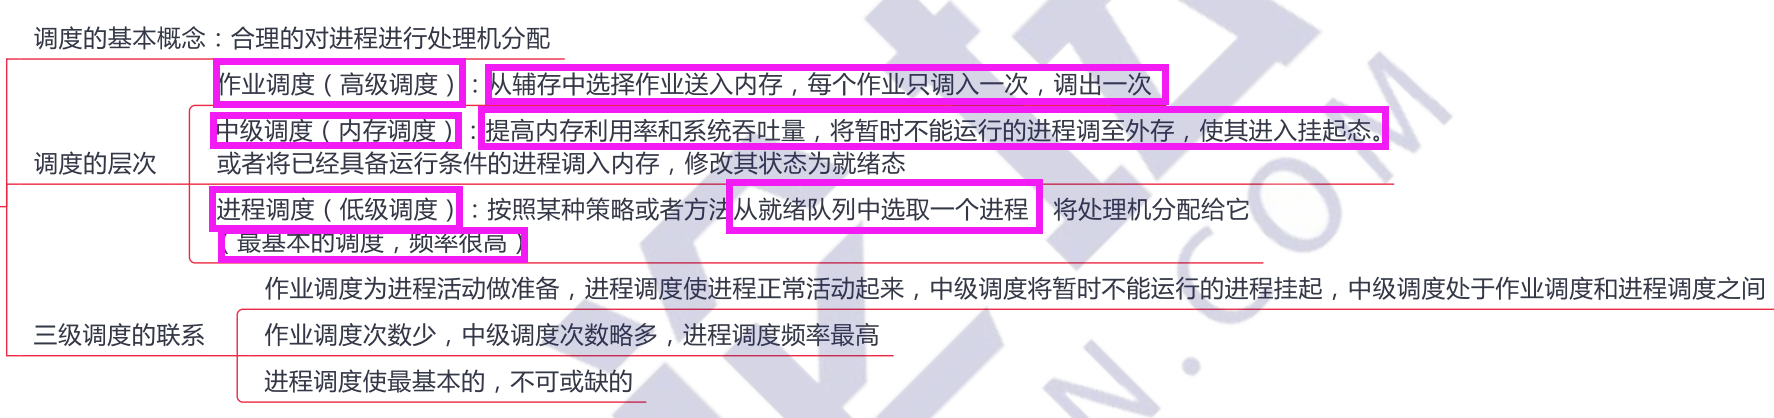 调度的基本概念：合理的对进程进行处理机分配
作业调度（高级调度）：从辅存中选择作业送入内存，每个作业只调入一次，调出一次
中级调度（内存调度）：提高内存利用率和系统吞吐量，将暂时不能运行的进程调至外存，使其进入挂起态。
调度的层次
或者将已经具备运行条件的进程调入内存，修改其状态为就绪态
进程调度（低级调度）：按照某种策略或者方法从就绪队列中选取一个进程 将处理机分配给它
（最基本的调度，频率很高）
作业调度为进程活动做准备，进程调度使进程正常活动起来，中级调度将暂时不能运行的进程挂起，中级调度处于作业调度和进程调度之间
三级调度的联系
作业调度次数少，中级调度次数略多，进程调度频率最高
进程调度使最基本的，不可或缺的
N.COM